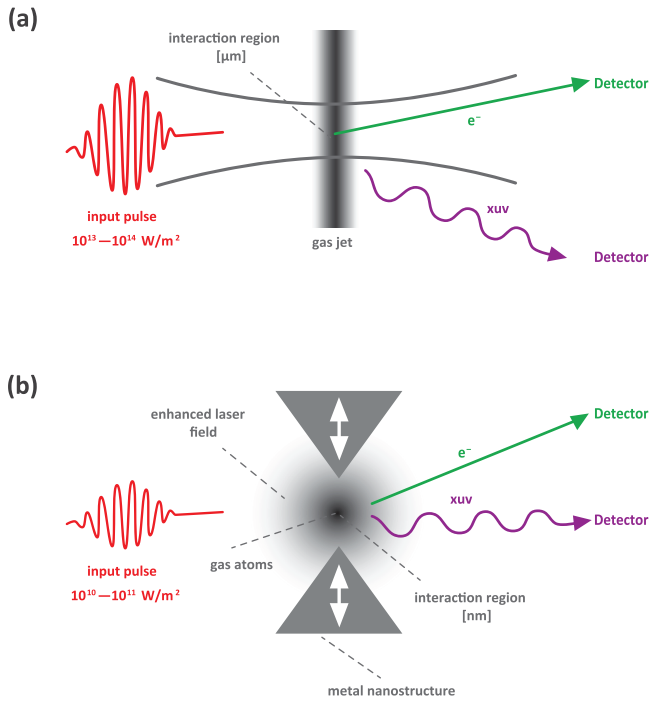 (a)
interaction region
[μm]
Detector
e⁻
input pulse
10¹³—10¹⁴ W/m²
xuv
gas jet
Detector
(b)
enhanced laser
field
Detector
e⁻
xuv
Detector
gas atoms
input pulse
10¹⁰—10¹¹ W/m²
interaction region
[nm]
metal nanostructure